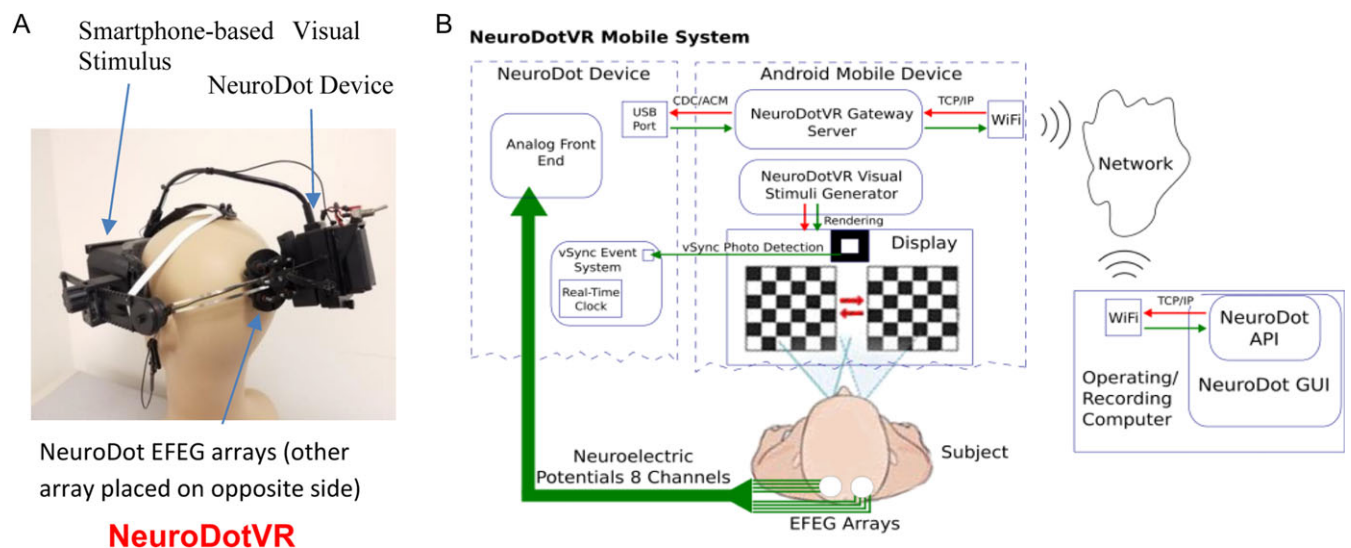 A
Smartphone-based Visual
Stimulus
NeuroDot Device
NeuroDot EFEG arrays (other
array placed on opposite side)
NeuroDotVR
B
NeuroDotVR Mobile System
NeuroDot Device
Android Mobile Device
USB
Port
CDC/ACM
NeuroDotVR Gateway
Server
TCP/IP
WiFi
Analog Front
End
NeuroDotVR Visual
Stimuli Generator
Rendering
vSync Photo Detection
Display
vSync Event
System
Real-Time
Clock
Network
WiFi
TCP/IP
NeuroDot
API
NeuroDot GUI
Operating/
Recording
Computer
Subject
Neuroelectric
Potentials 8 Channels
EFEG Arrays